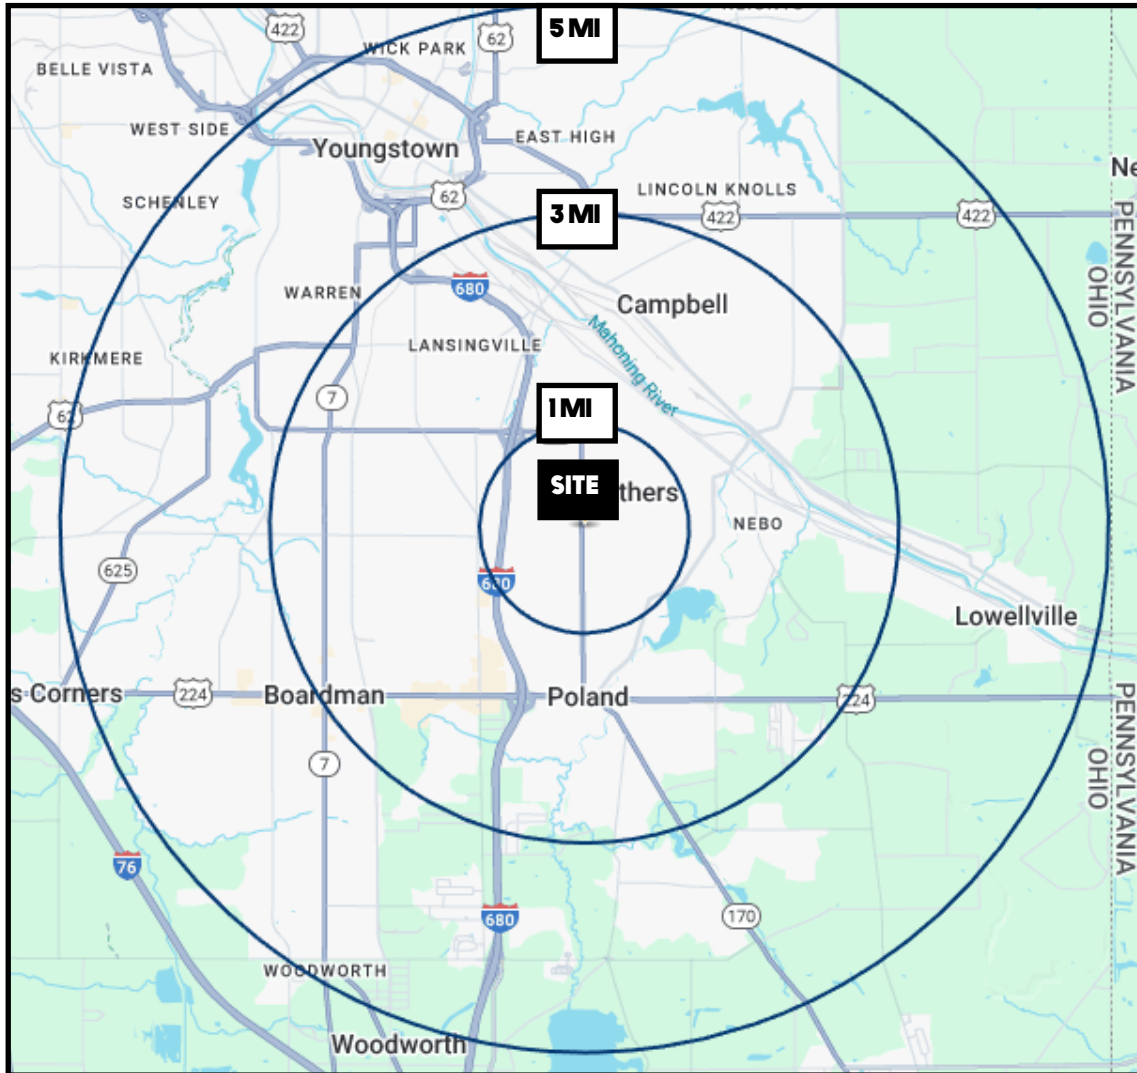 5 MI
422
62
WICK PARK
BELLE VISTA
WEST SIDE
EAST HIGH
Youngstown
62
LINCOLN KNOLLS
SCHENLEY
3 MI
422
422
Ne
PENNSYLVANIA
OHIO
680
WARREN
Campbell
Mahoning River
LANSINGVILLE
KIRKMERE
7
1 MI
62
SITE
thers
NEBO
625
680
Lowellville
s Corners
224
Boardman
Poland
224
PENNSYLVANIA
OHIO
7
76
680
170
WOODWORTH
Woodworth